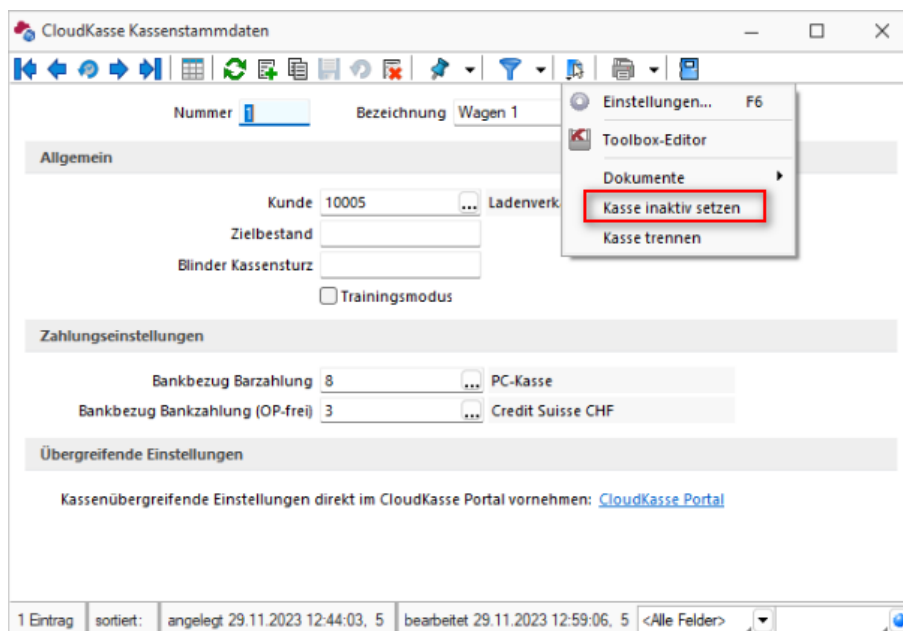 CloudKasse Kassenstammdaten
Nummer 1 Bezeichnung Wagen 1
Einstellungen... F6
Toolbox-Editor
Dokumente
Kasse inaktiv setzen
Kasse trennen
Allgemein
Kunde 10005 ... Ladenverk
Zielbestand
Blinder Kassensturz
Trainingsmodus
Zahlungseinstellungen
Bankbezug Barzahlung 8 ... PC-Kasse
Bankbezug Bankzahlung (OP-frei) 3 ... Credit Suisse CHF
Übergreifende Einstellungen
Kassenübergreifende Einstellungen direkt im CloudKasse Portal vornehmen: CloudKasse Portal
1 Eintrag sortiert: angelegt 29.11.2023 12:44:03, 5 bearbeitet 29.11.2023 12:59:06, 5 <Alle Felder>